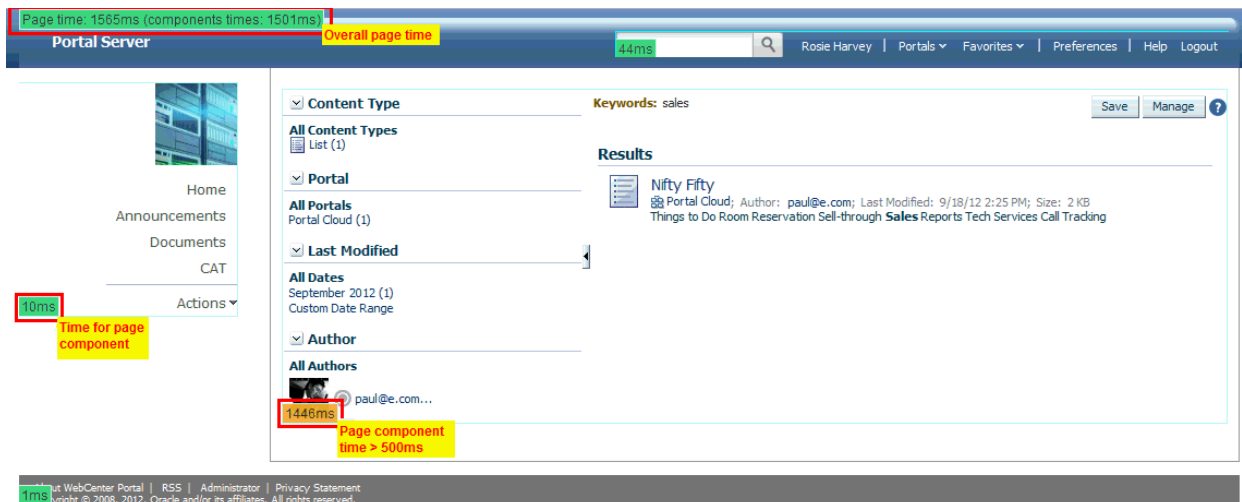 Page time: 1565ms (components times: 1501ms)
Overall page time
Portal Server
44ms
Rosie Harvey | Portals | Favorites | Preferences | Help Logout
Content Type
All Content Types
List (1)
Portal
All Portals
Portal Cloud (1)
Last Modified
All Dates
September 2012 (1)
Custom Date Range
Author
All Authors
paul@e.com...
1446ms
Page component
time > 500ms
Keywords: sales
Save Manage ?
Results
Nifty Fifty
Portal Cloud; Author: paul@e.com; Last Modified: 9/18/12 2:25 PM; Size: 2 KB
Things to Do Room Reservation Sell-through Sales Reports Tech Services Call Tracking
Home
Announcements
Documents
CAT
Actions
10ms
Time for page
component
WebCenter Portal | RSS | Administrator | Privacy Statement
1ms
© 2008, 2012, Oracle and/or its affiliates. All rights reserved.